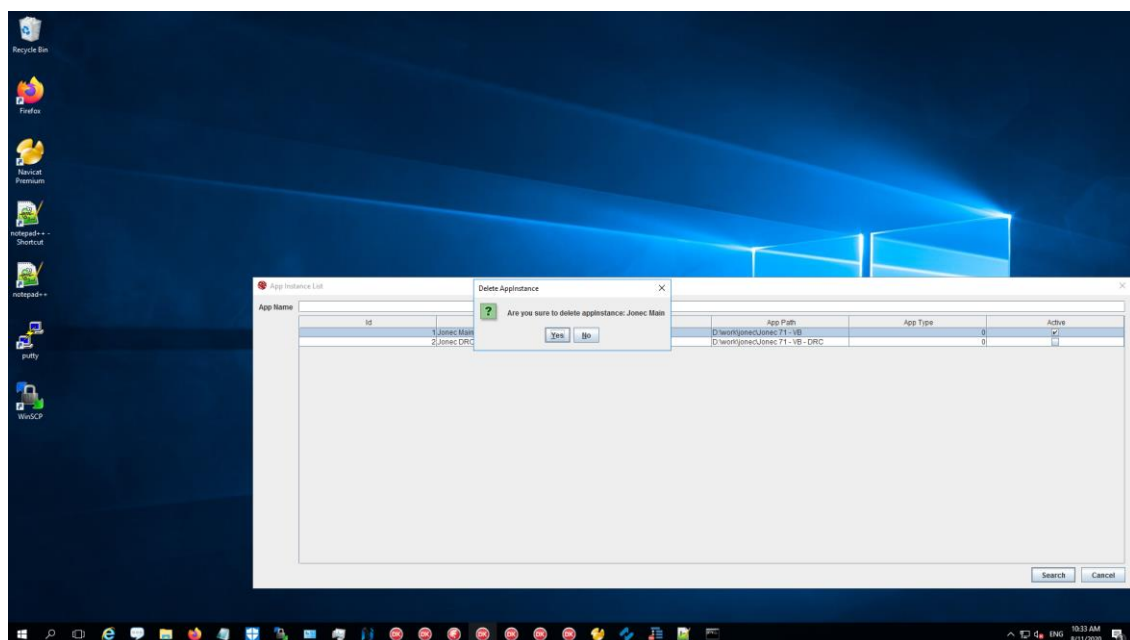 Recycle Bin
Firefox
Navicat
Premium
notepad++ -
Shortcut
notepad++
putty
WinSCP
App Instance List
App Name
Delete AppInstance
Are you sure to delete appinstance: Jonec Main
Yes No
Id App Path App Type Active
1 Jonec Main D:\work\jonec\Jonec 71 - VB 0
2 Jonec DRC D:\work\jonec\Jonec 71 - VB - DRC 0
Search Cancel
ENG 10:33 AM
8/11/2020